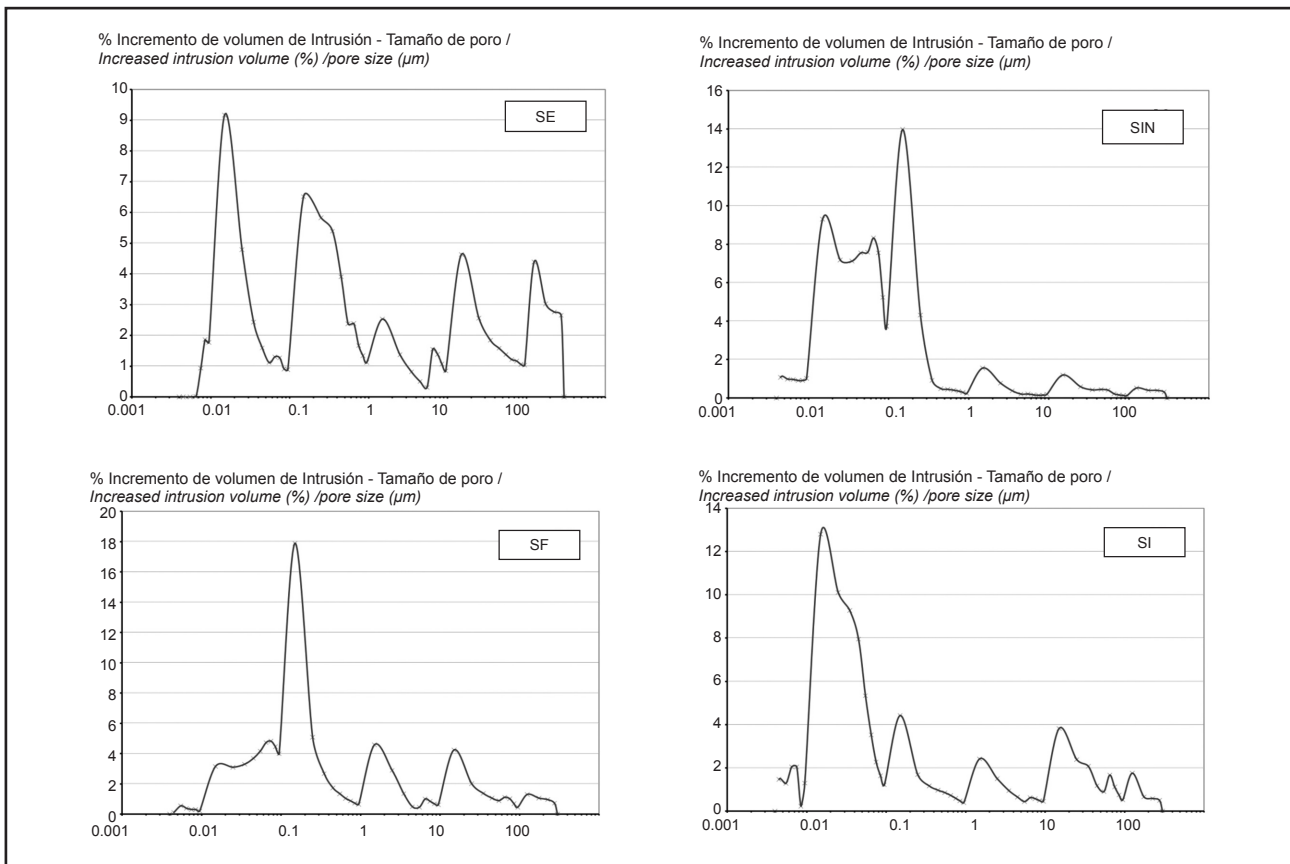 % Incremento de volumen de Intrusión - Tamaño de poro /
Increased intrusion volume (%) /pore size (µm)
SE
10
9
8
7
6
5
4
3
2
1
0
0.001 0.01 0.1 1 10 100
% Incremento de volumen de Intrusión - Tamaño de poro /
Increased intrusion volume (%) /pore size (µm)
SIN
16
14
12
10
8
6
4
2
0
0.001 0.01 0.1 1 10 100
% Incremento de volumen de Intrusión - Tamaño de poro /
Increased intrusion volume (%) /pore size (µm)
SF
20
18
16
14
12
10
8
6
4
2
0
0.001 0.01 0.1 1 10 100
% Incremento de volumen de Intrusión - Tamaño de poro /
Increased intrusion volume (%) /pore size (µm)
SI
14
12
10
8
6
4
2
0
0.001 0.01 0.1 1 10 100